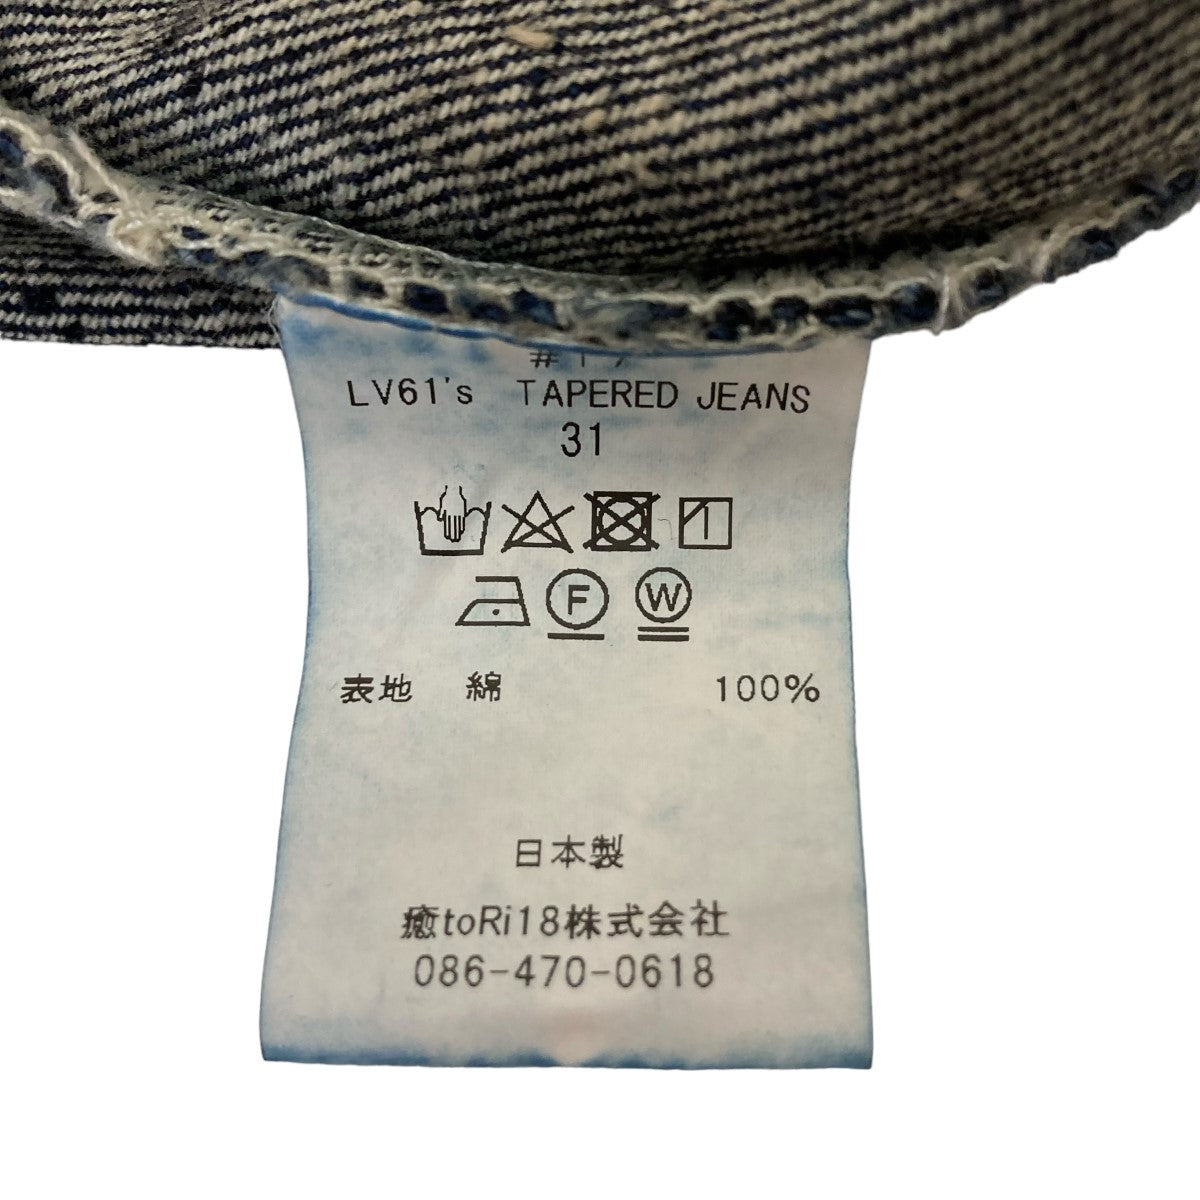 LV61's TAPERED JEANS
31
F W
表地 綿 100%
日本製
癒toRi18株式会社
086-470-0618